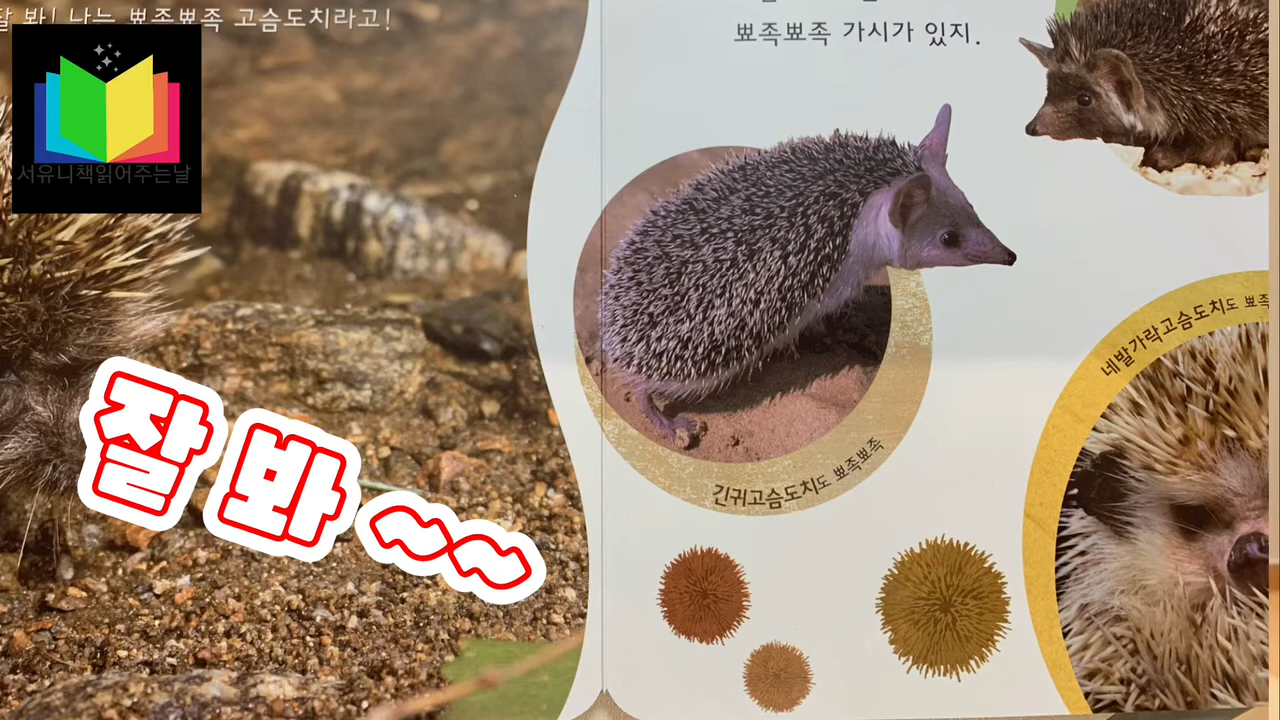 잘 봐! 나는 뾰족뾰족 고슴도치라고!
서유니책읽어주는날
잘 봐~~
뾰족뾰족 가시가 있지.
긴귀고슴도치도 뾰족뾰족
네발가락고슴도치도 뾰족